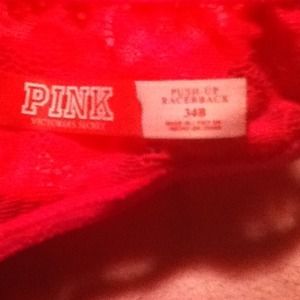 PINK
VICTORIA'S SECRET
PUSH-UP
RACERBACK
34B